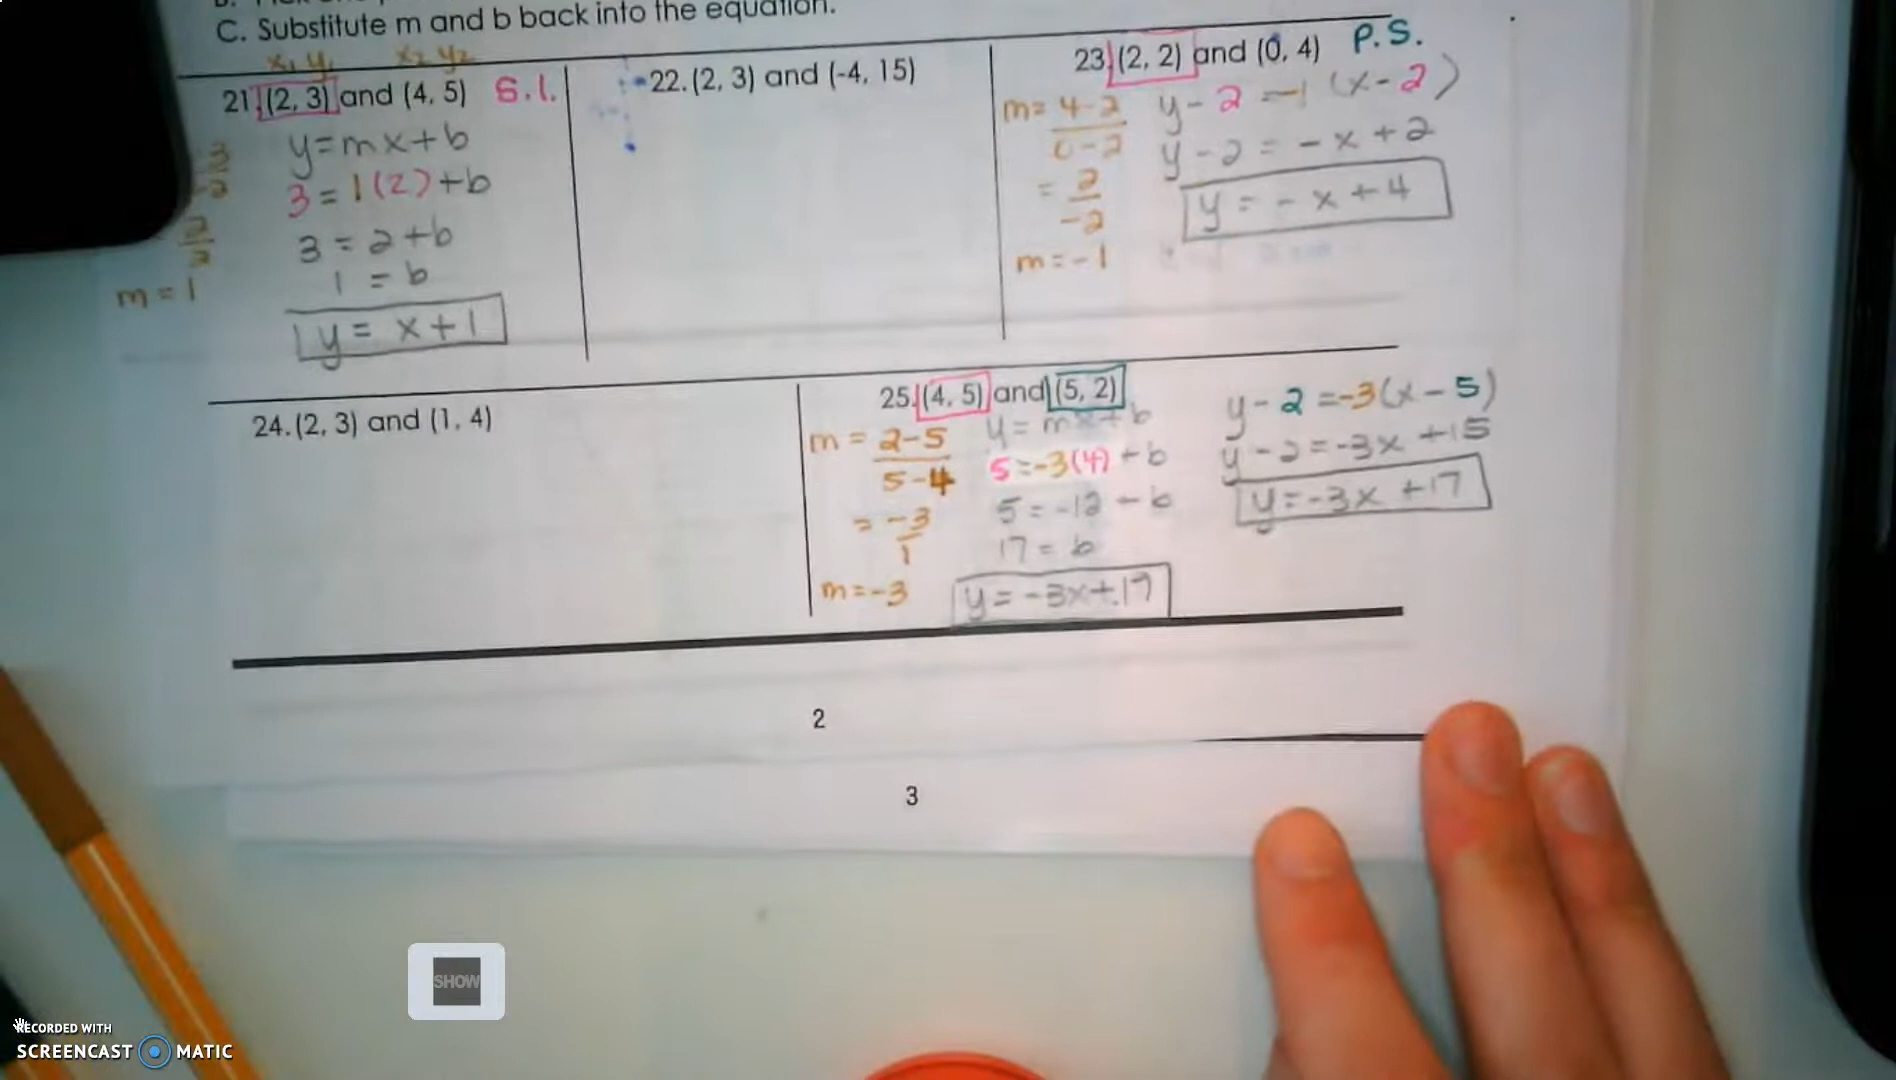 C. Substitute m and b back into the equation.
x₁ y₁ x₂ y₂
21. (2, 3) and (4, 5) S.I.
y=mx+b
3 = 1(2)+b
3 = 2+b
1 = b
m = 1
y = x+1
22. (2, 3) and (-4, 15)
23. (2, 2) and (0, 4) P.S.
m= 4-2
0-2
= 2
-2
m=-1
y-2 =-1 (x-2)
y-2 = -x+2
y = -x+4
24. (2, 3) and (1, 4)
25. (4, 5) and (5, 2)
m = 2-5
5-4
= -3
1
m=-3
y = mx+b
5=-3(4)+b
5=-12+b
17 = b
y=-3x+17
y-2=-3(x-5)
y-2=-3x+15
y=-3x+17
2
3
SHOW
RECORDED WITH
SCREENCAST MATIC